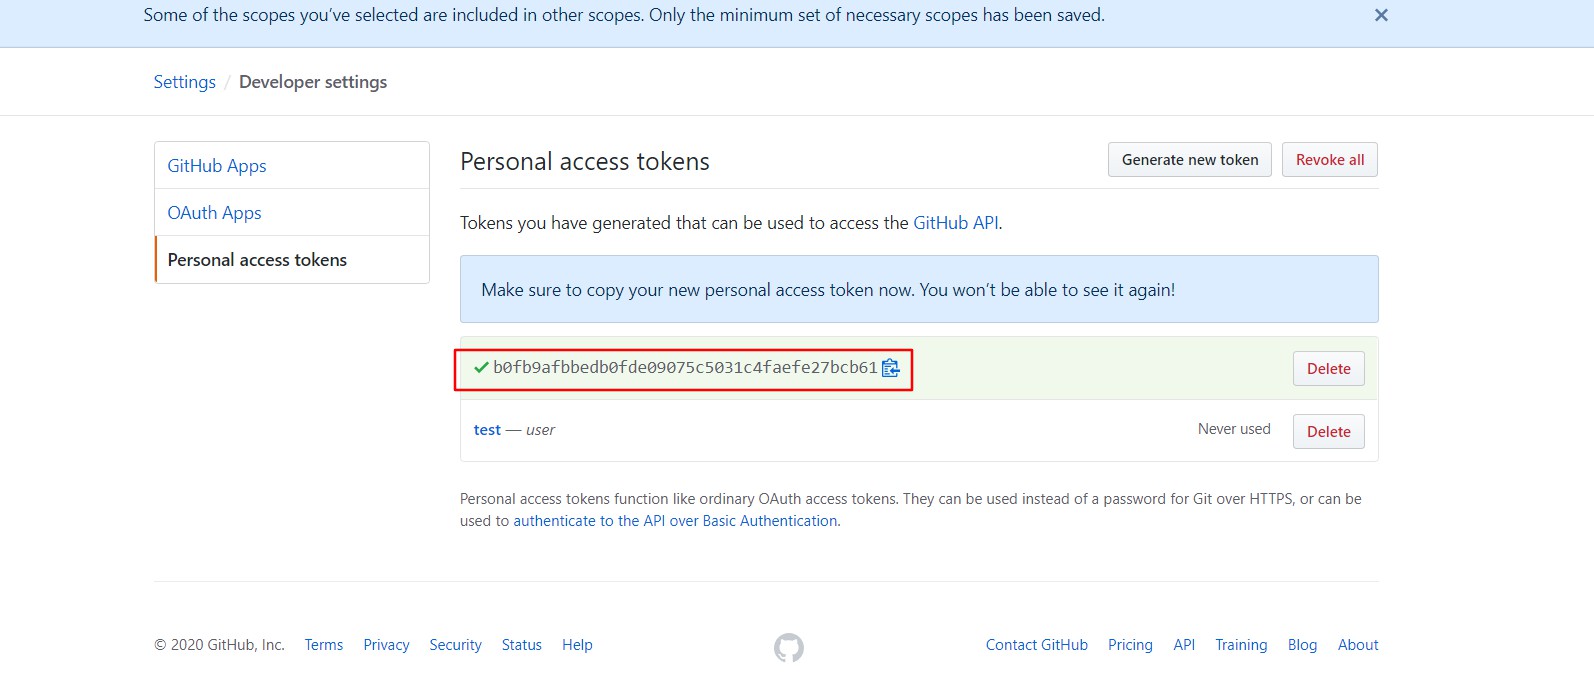 Some of the scopes you’ve selected are included in other scopes. Only the minimum set of necessary scopes has been saved.
Settings / Developer settings
GitHub Apps
OAuth Apps
Personal access tokens
Personal access tokens
Generate new token
Revoke all
Tokens you have generated that can be used to access the GitHub API.
Make sure to copy your new personal access token now. You won’t be able to see it again!
b0fb9afbbedb0fde09075c5031c4faefe27bcb61
Delete
test — user
Never used
Delete
Personal access tokens function like ordinary OAuth access tokens. They can be used instead of a password for Git over HTTPS, or can be
used to authenticate to the API over Basic Authentication.
© 2020 GitHub, Inc. Terms Privacy Security Status Help
Contact GitHub Pricing API Training Blog About